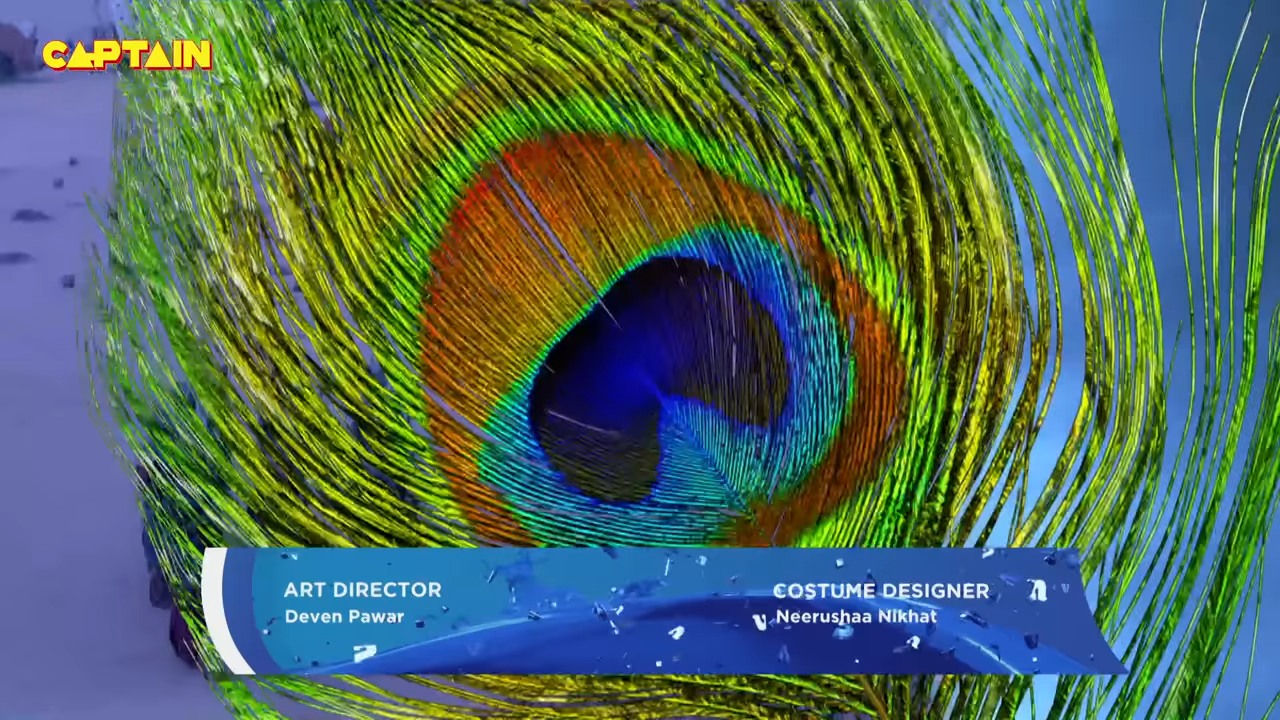 CAPTAIN
ART DIRECTOR
Deven Pawar
COSTUME DESIGNER
Neerushaa Nikhat